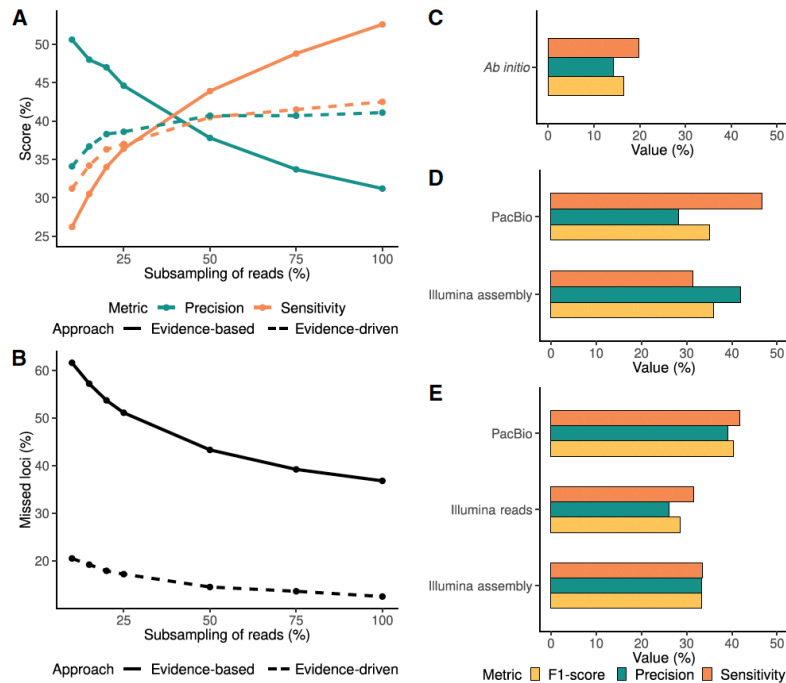 A
Score (%)
50
45
40
35
30
25
25 50 75 100
Subsampling of reads (%)
Metric Precision Sensitivity
Approach Evidence-based Evidence-driven
B
Missed loci (%)
60
50
40
30
20
25 50 75 100
Subsampling of reads (%)
Approach Evidence-based Evidence-driven
C
Ab initio
0 10 20 30 40 50
Value (%)
D
PacBio
Illumina assembly
0 10 20 30 40 50
Value (%)
E
PacBio
Illumina reads
Illumina assembly
0 10 20 30 40 50
Value (%)
Metric F1-score Precision Sensitivity